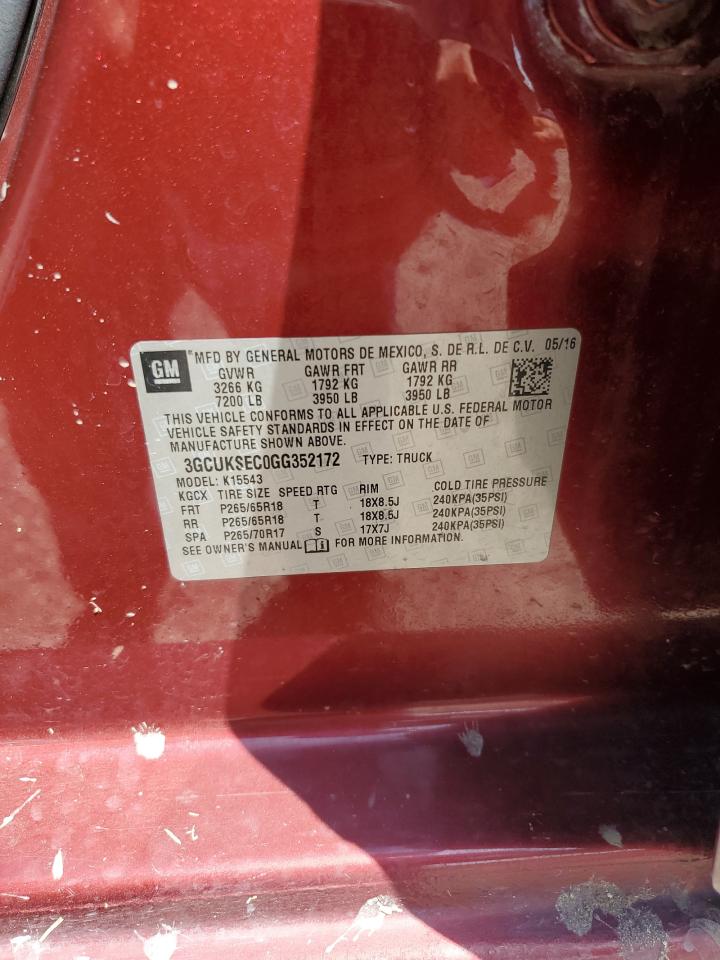 GM ®MFD BY GENERAL MOTORS DE MEXICO, S. DE R.L. DE C.V. 05/16
GVWR GAWR FRT GAWR RR
3266 KG 1792 KG 1792 KG
7200 LB 3950 LB 3950 LB
THIS VEHICLE CONFORMS TO ALL APPLICABLE U.S. FEDERAL MOTOR
VEHICLE SAFETY STANDARDS IN EFFECT ON THE DATE OF
MANUFACTURE SHOWN ABOVE.
3GCUKSEC0GG352172 TYPE: TRUCK
MODEL: K15543
KGCX TIRE SIZE SPEED RTG RIM COLD TIRE PRESSURE
FRT P265/65R18 T 18X8.5J 240KPA(35PSI)
RR P265/65R18 T 18X8.5J 240KPA(35PSI)
SPA P265/70R17 S 17X7J 240KPA(35PSI)
SEE OWNER'S MANUAL FOR MORE INFORMATION.